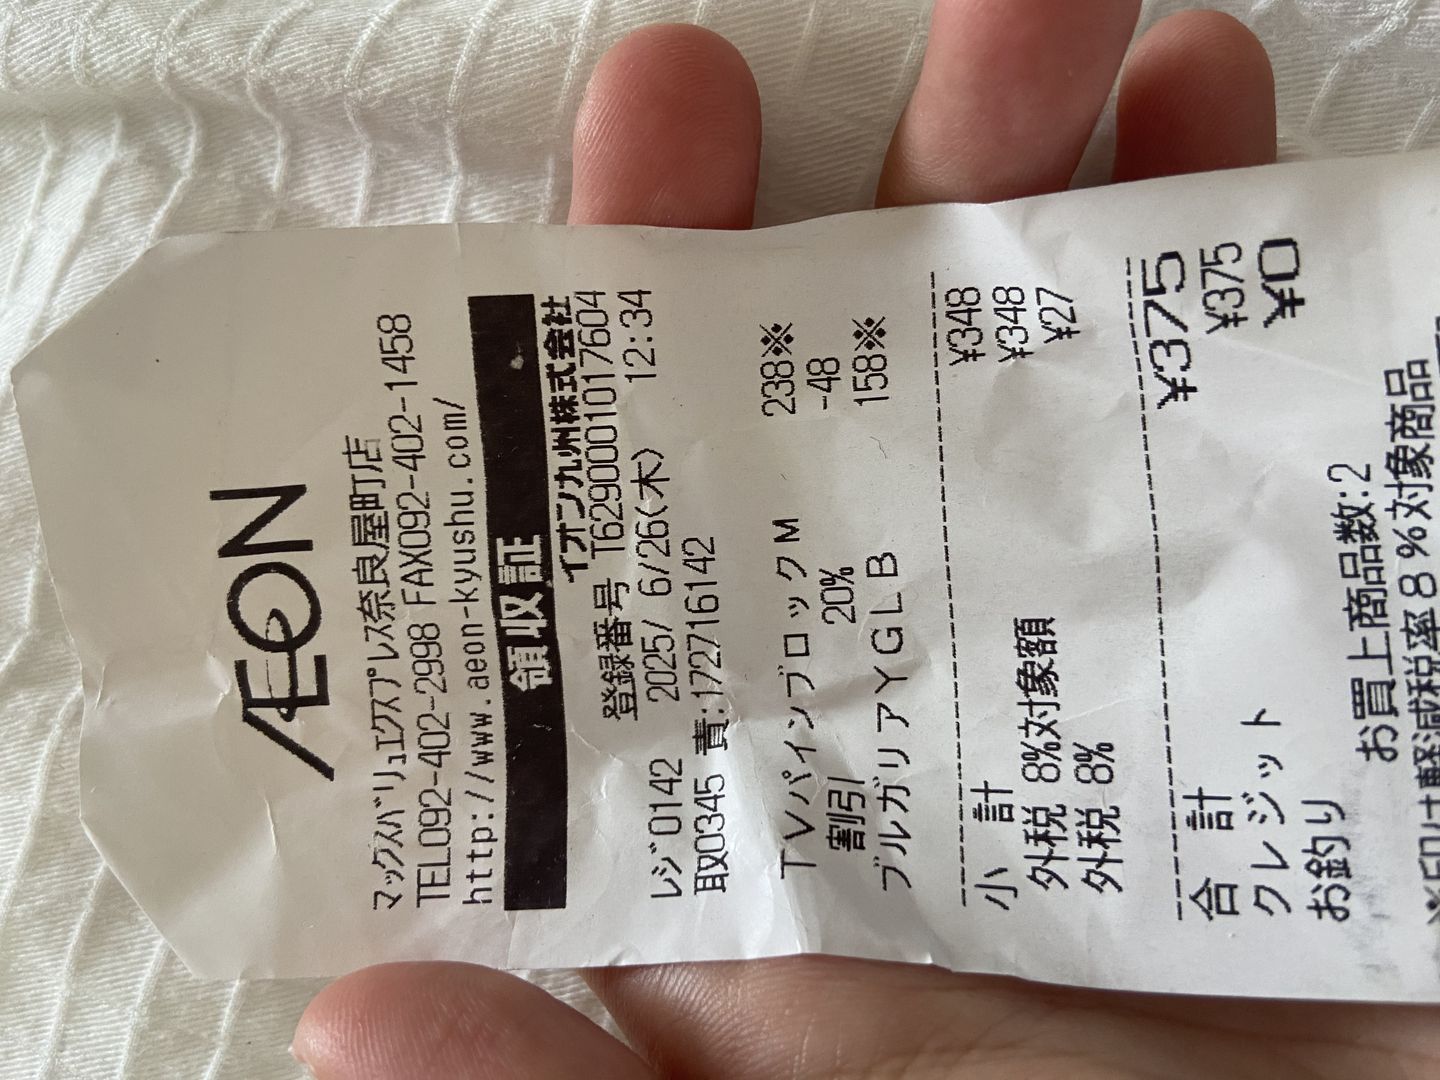 ÆON
マックスバリュエクスプレス奈良屋町店
TEL092-402-2998 FAX092-402-1458
http://www.aeon-kyushu.com/
領収証
イオン九州株式会社
登録番号 T6290001017604
レジ0142 2025/ 6/26(木) 12:34
取0345 責:172716142
TVパインブロックM 238※
割引 20% -48
ブルガリアYGLB 158※
小 計 ¥348
外税 8%対象額 ¥348
外税 8% ¥27
合 計 ¥375
クレジット ¥375
お釣り ¥0
お買上商品数:2
※印は軽減税率8%対象商品